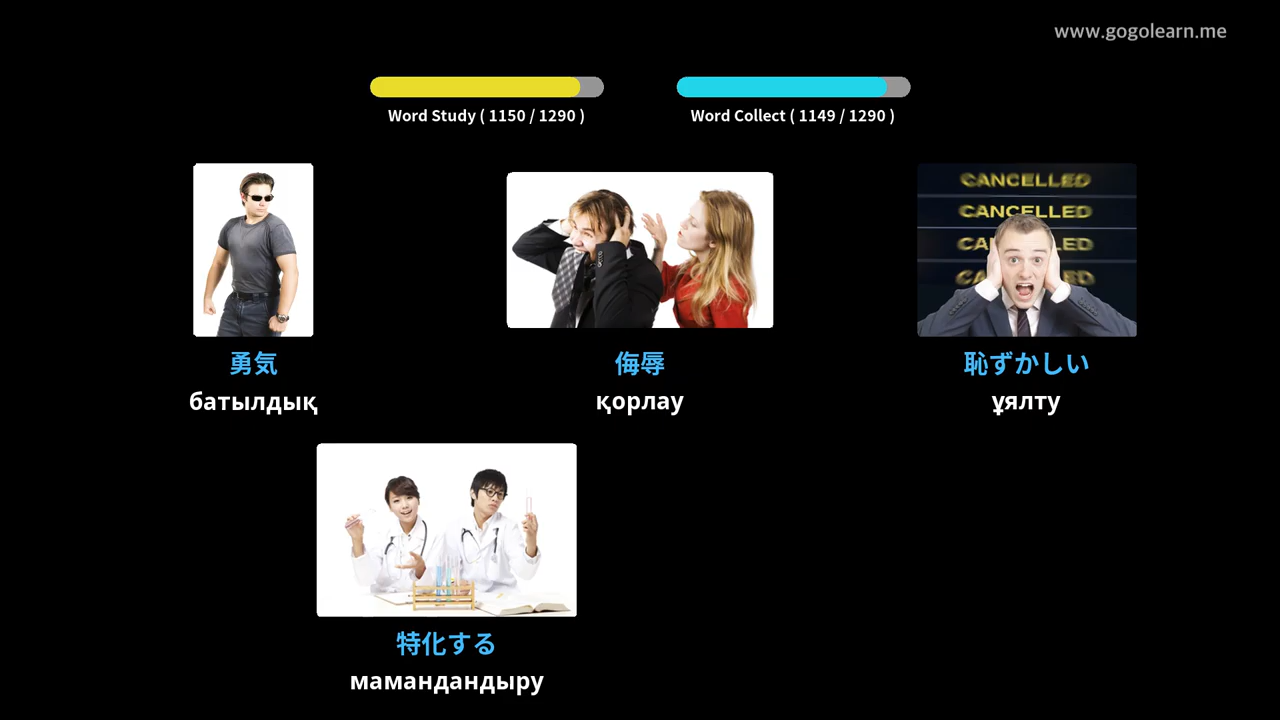 www.gogolearn.me
Word Study ( 1150 / 1290 )
Word Collect ( 1149 / 1290 )
CANCELLED
CANCELLED
勇気
侮辱
恥ずかしい
батылдық
қорлау
ұялту
特化する
мамандандыру